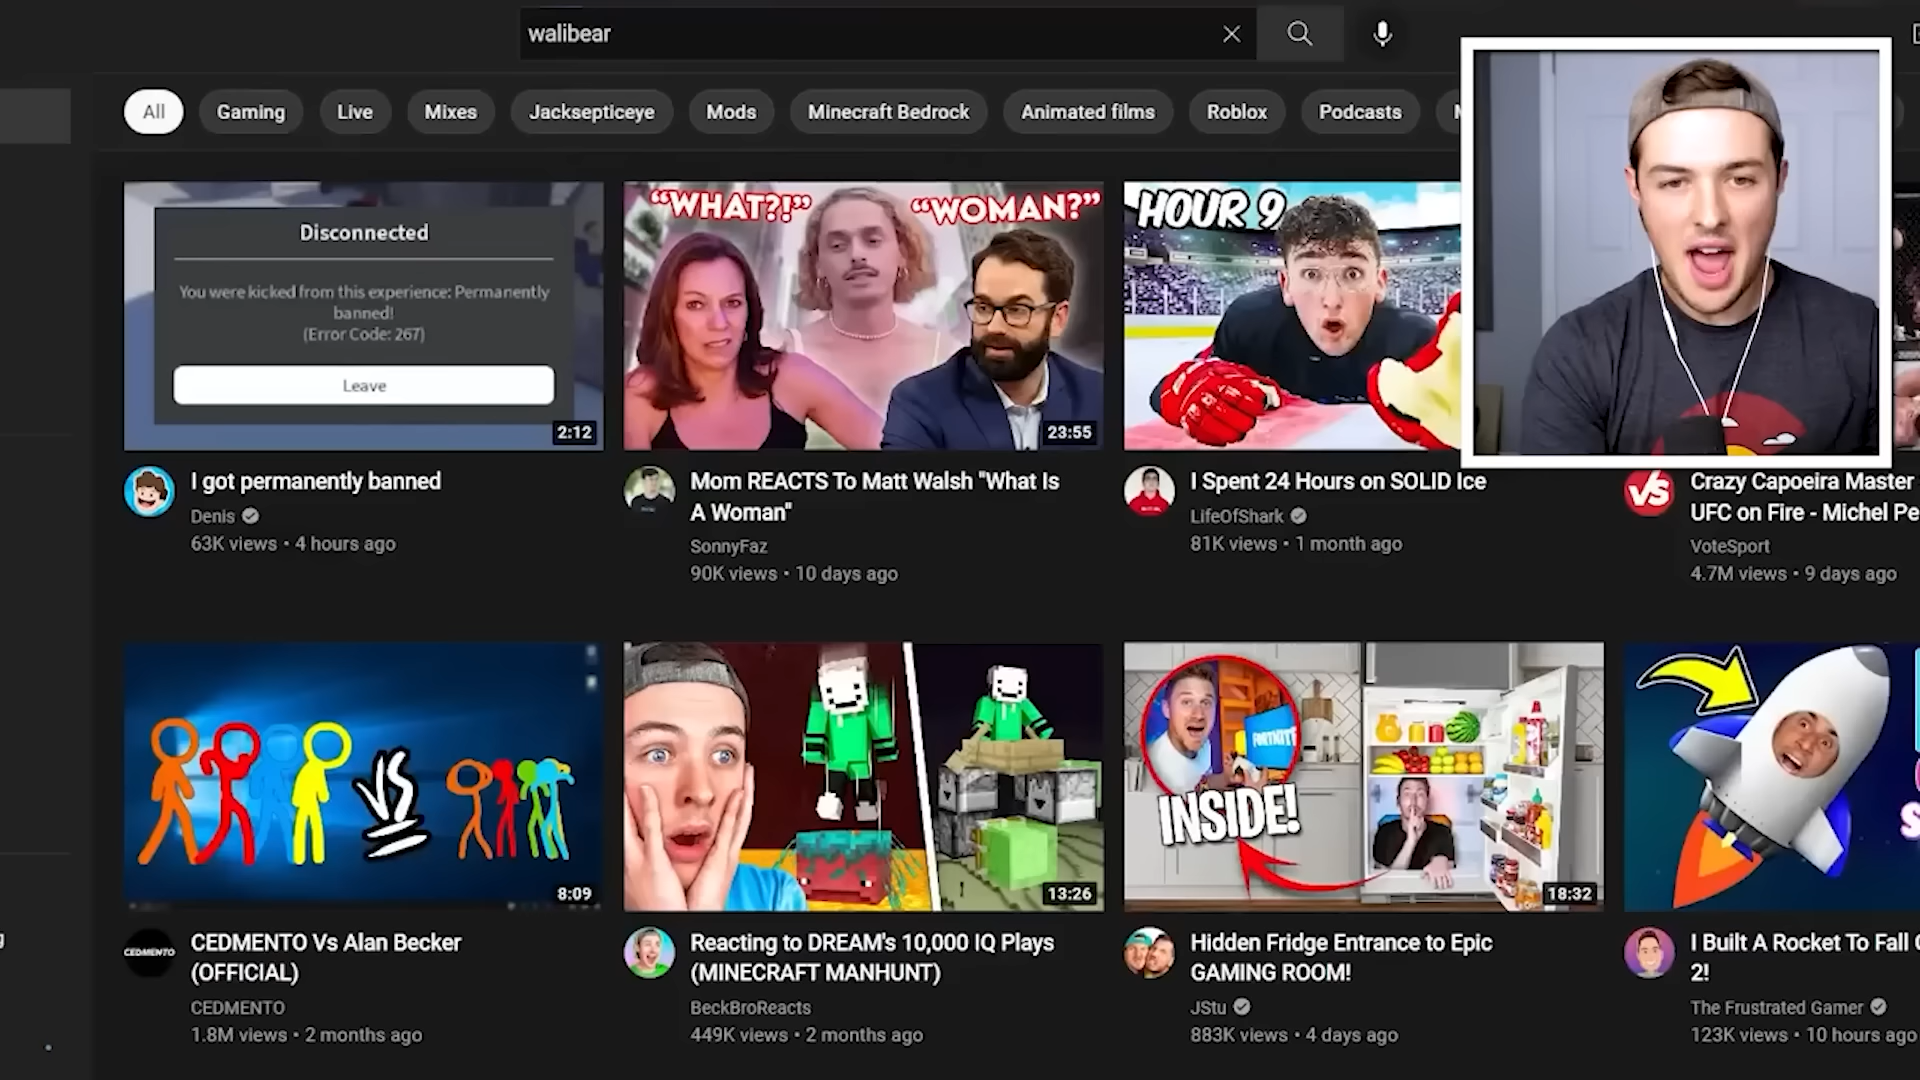 walibear
All
Gaming
Live
Mixes
Jacksepticeye
Mods
Minecraft Bedrock
Animated films
Roblox
Podcasts
Disconnected
You were kicked from this experience: Permanently
banned!
(Error Code: 267)
Leave
2:12
I got permanently banned
Denis
63K views • 4 hours ago
“WHAT?!”
“WOMAN?”
23:55
Mom REACTS To Matt Walsh "What Is
A Woman"
SonnyFaz
90K views • 10 days ago
HOUR 9
I Spent 24 Hours on SOLID Ice
LifeOfShark
81K views • 1 month ago
VS
Crazy Capoeira Master
UFC on Fire - Michel Pe
VoteSport
4.7M views • 9 days ago
VS
8:09
CEDMENTO
CEDMENTO Vs Alan Becker
(OFFICIAL)
CEDMENTO
1.8M views • 2 months ago
13:26
Reacting to DREAM's 10,000 IQ Plays
(MINECRAFT MANHUNT)
BeckBroReacts
449K views • 2 months ago
FORTNITE
INSIDE!
18:32
Hidden Fridge Entrance to Epic
GAMING ROOM!
JStu
883K views • 4 days ago
I Built A Rocket To Fall
2!
The Frustrated Gamer
123K views • 10 hours ago